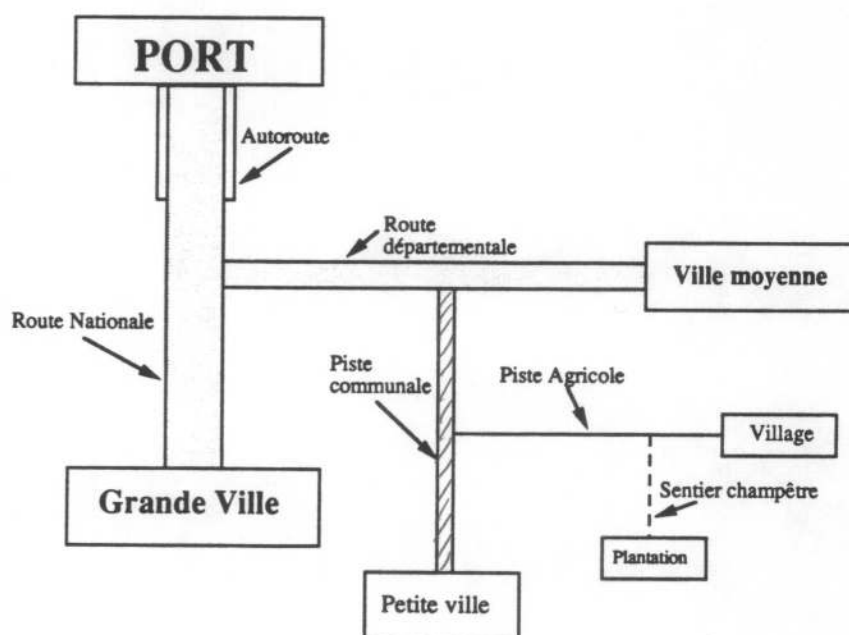 PORT
Autoroute
Route
départementale
Ville moyenne
Route Nationale
Piste
communale
Piste Agricole
Village
Grande Ville
Sentier champêtre
Plantation
Petite ville